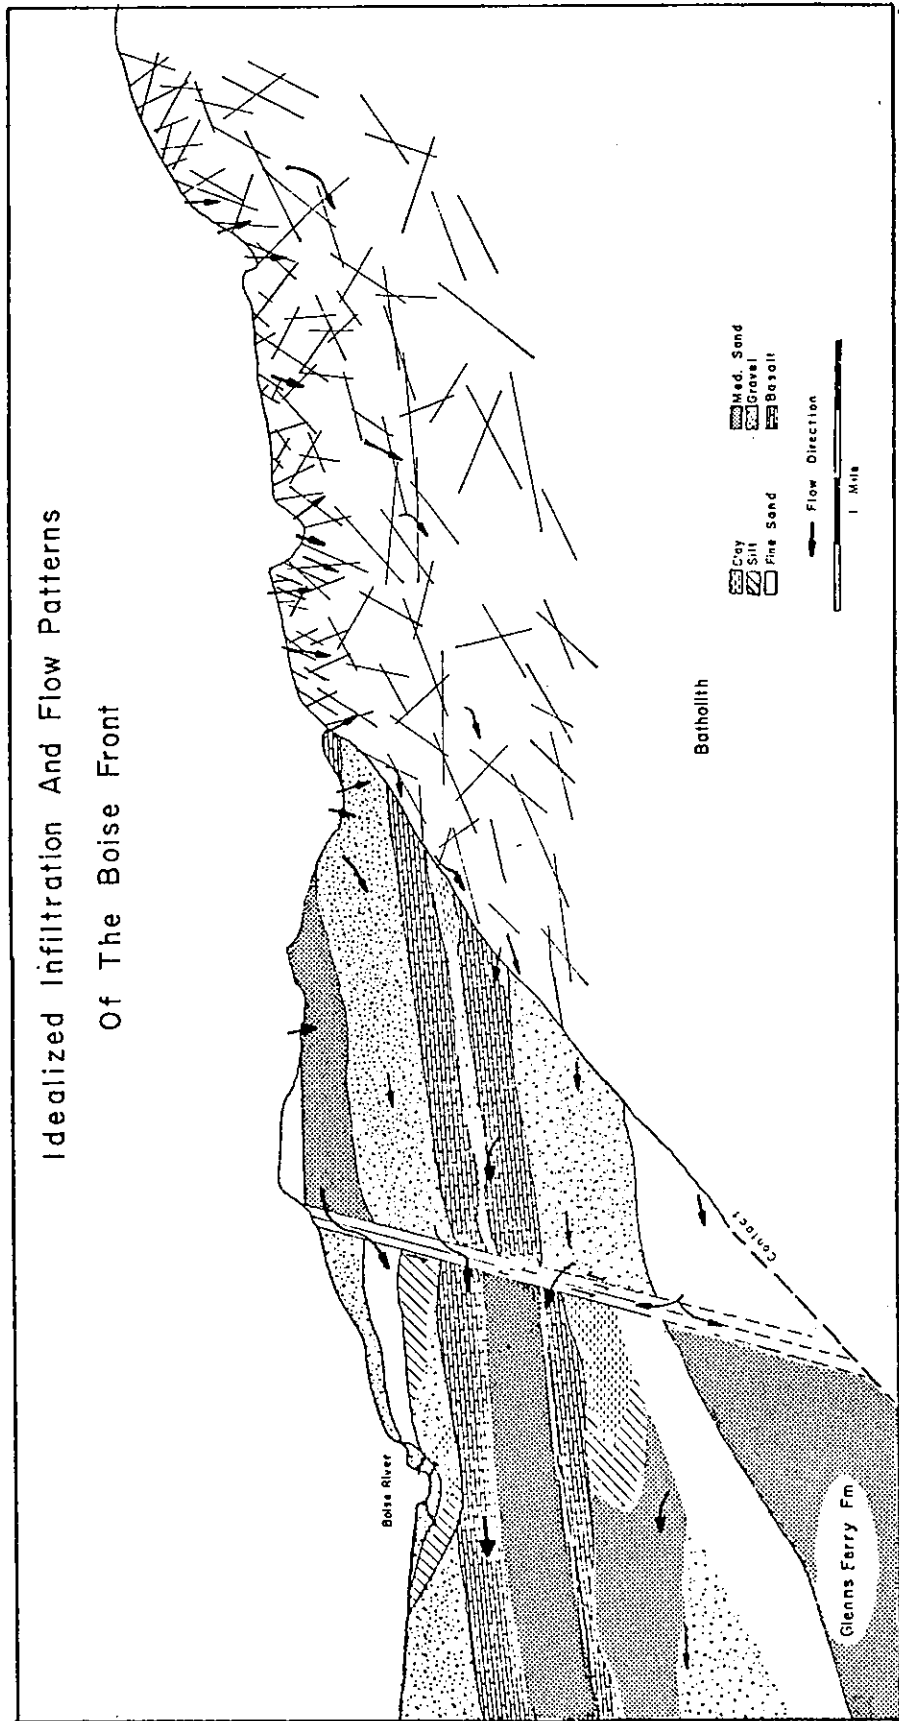 Idealized Infiltration And Flow Patterns
Of The Boise Front
Boise River
Batholith
Contact
Glenns Ferry Fm
Clay
Silt
Fine Sand
Med. Sand
Gravel
Basalt
Flow Direction
1 Mile